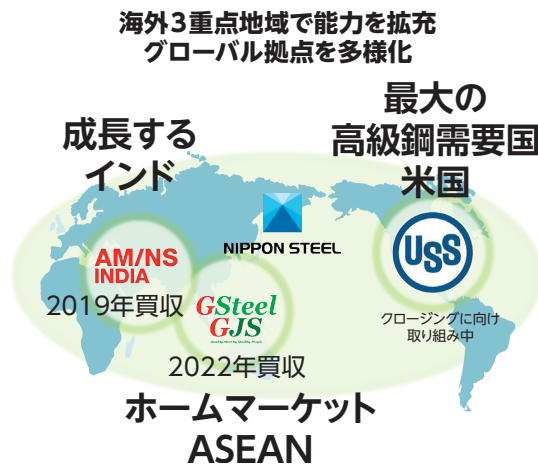 海外3重点地域で能力を拡充
グローバル拠点を多様化
最大の
高級鋼需要国
米国
成長する
インド
NIPPON STEEL
USS
AM/NS
INDIA
2019年買収
GSteel
GJS
クロージングに向け
取り組み中
2022年買収
ホームマーケット
ASEAN